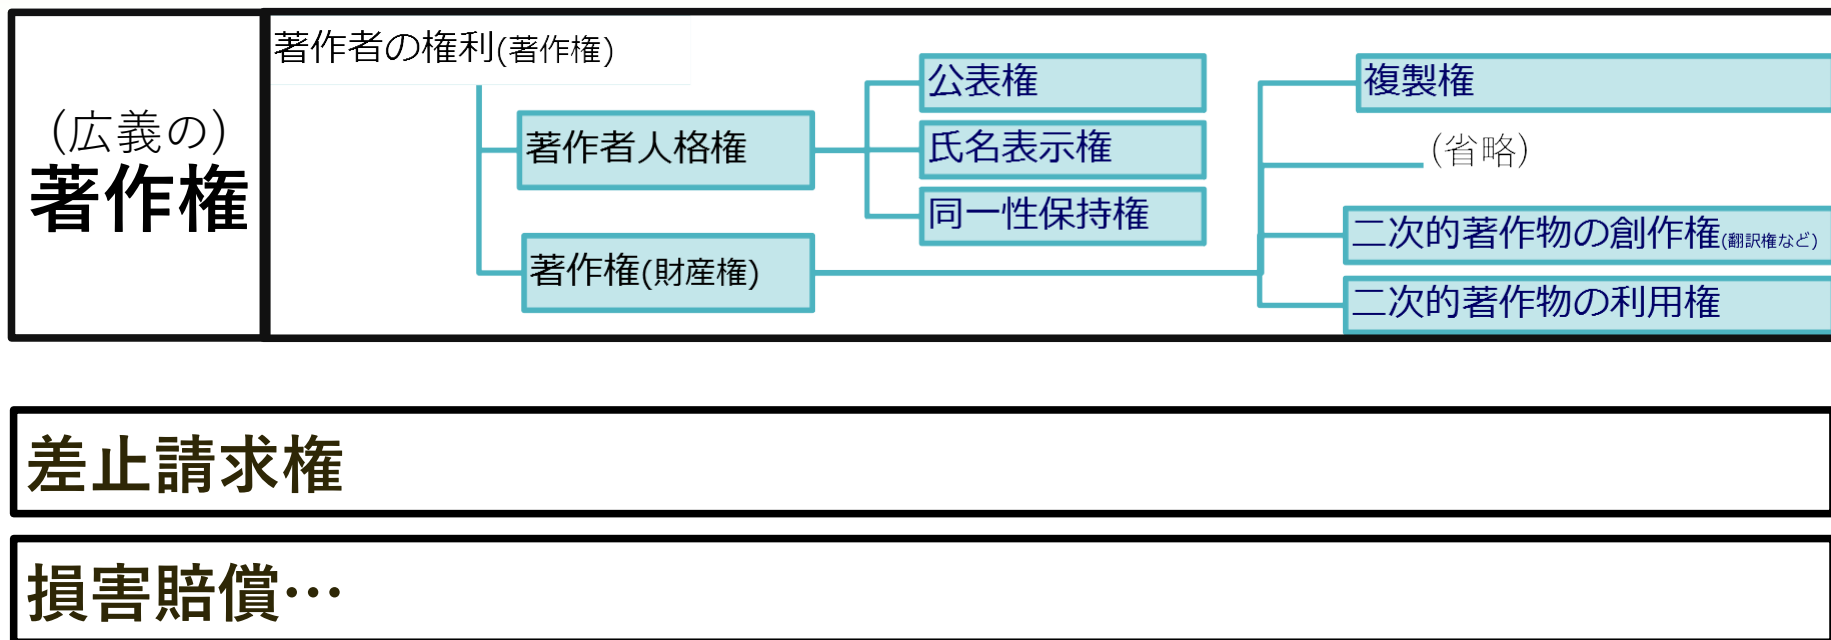 (広義の)
著作権
著作者の権利(著作権)
著作者人格権
公表権
氏名表示権
同一性保持権
著作権(財産権)
複製権
(省略)
二次的著作物の創作権(翻訳権など)
二次的著作物の利用権
差止請求権
損害賠償…